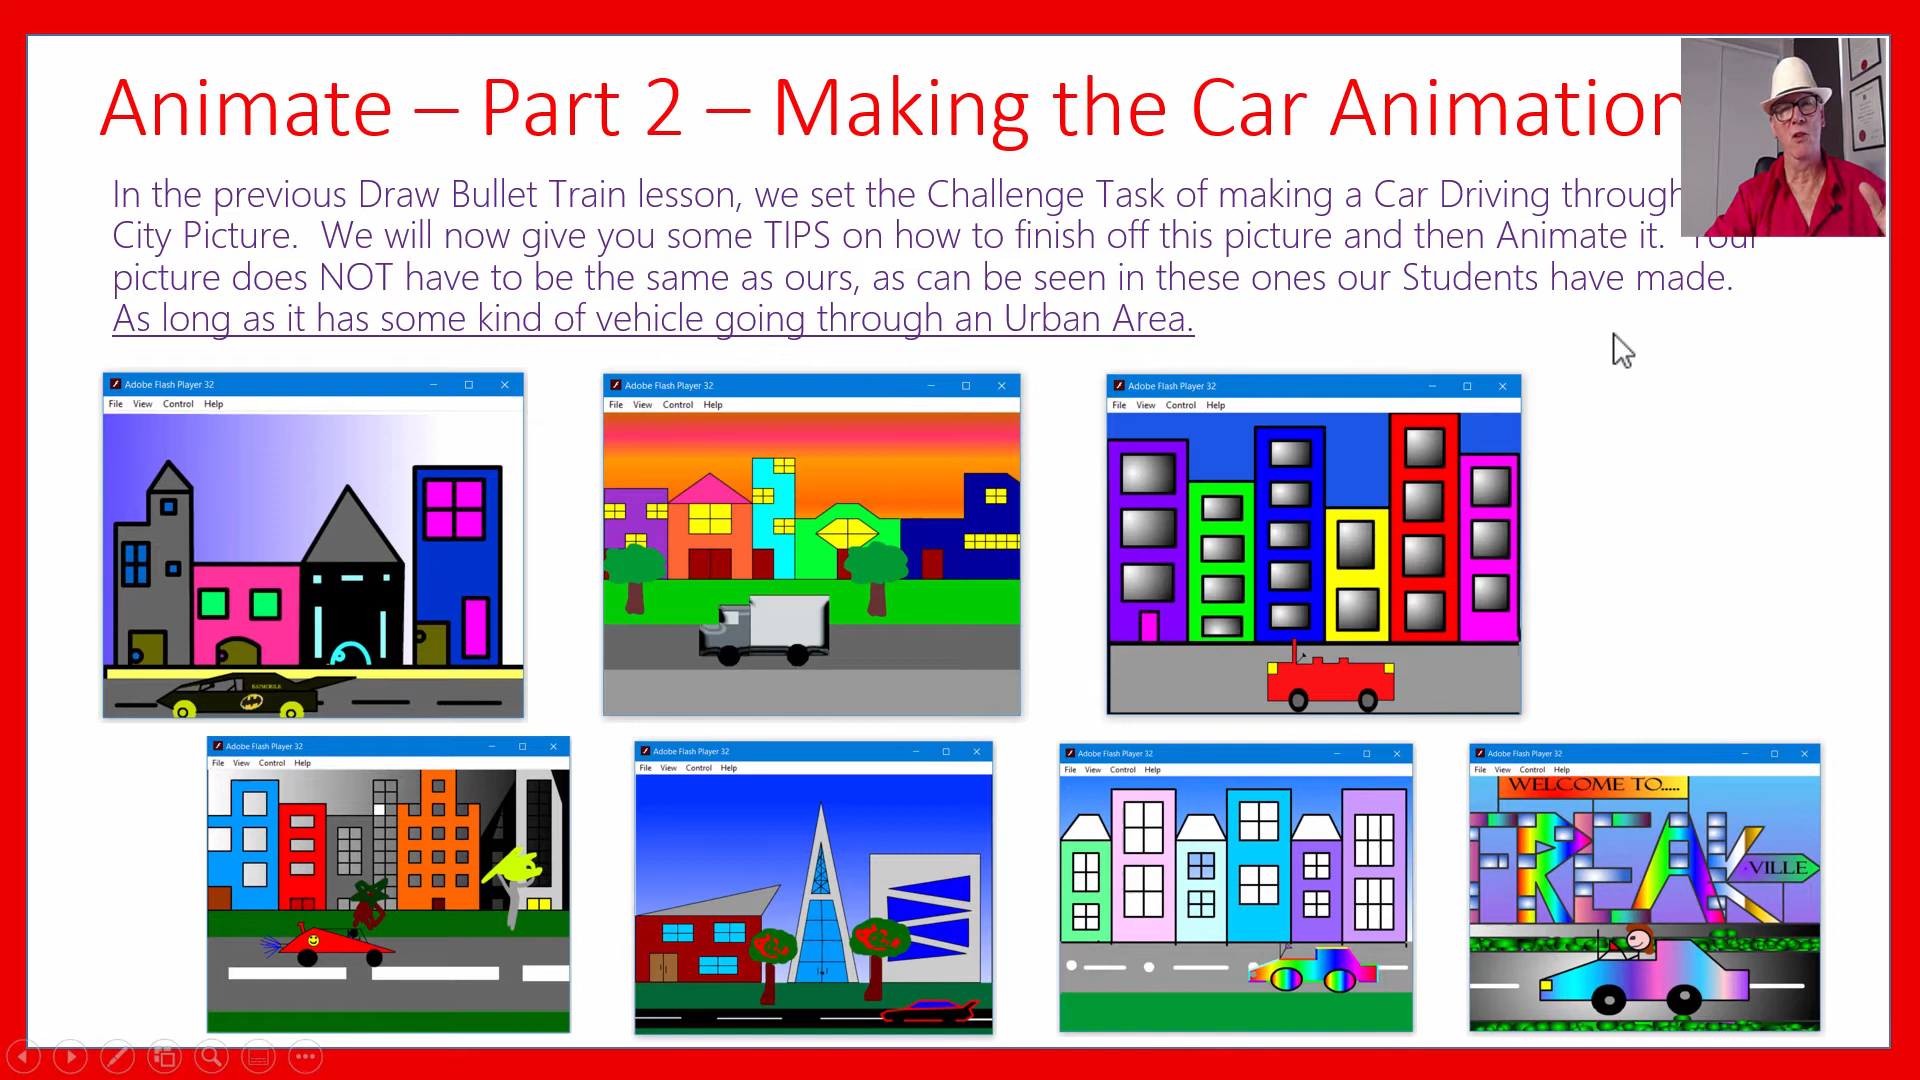 Animate – Part 2 – Making the Car Animation
In the previous Draw Bullet Train lesson, we set the Challenge Task of making a Car Driving through
City Picture.  We will now give you some TIPS on how to finish off this picture and then Animate it.  Your
picture does NOT have to be the same as ours, as can be seen in these ones our Students have made.
As long as it has some kind of vehicle going through an Urban Area.
Adobe Flash Player 32
File View Control Help
BATMOBILE
Adobe Flash Player 32
File View Control Help
Adobe Flash Player 32
File View Control Help
Adobe Flash Player 32
File View Control Help
Adobe Flash Player 32
File View Control Help
Adobe Flash Player 32
File View Control Help
Adobe Flash Player 32
File View Control Help
WELCOME TO.....
FREAK
VILLE